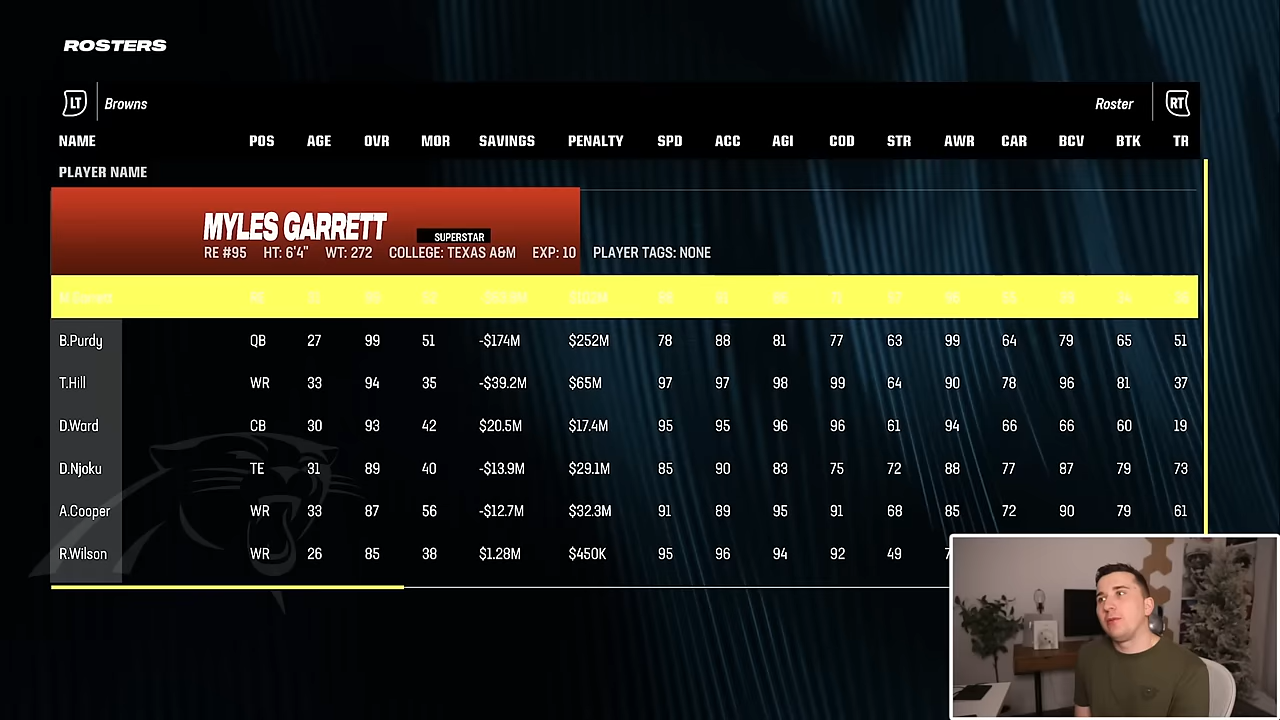 ROSTERS
LT Browns Roster RT
NAME POS AGE OVR MOR SAVINGS PENALTY SPD ACC AGI COD STR AWR CAR BCV BTK TR
PLAYER NAME
MYLES GARRETT SUPERSTAR
RE #95 HT: 6'4" WT: 272 COLLEGE: TEXAS A&M EXP: 10 PLAYER TAGS: NONE
B.Purdy QB 27 99 51 -$174M $252M 78 88 81 77 63 99 64 79 65 51
T.Hill WR 33 94 35 -$39.2M $65M 97 97 98 99 64 90 78 96 81 37
D.Ward CB 30 93 42 $20.5M $17.4M 95 95 96 96 61 94 66 66 60 19
D.Njoku TE 31 89 40 -$13.9M $29.1M 85 90 83 75 72 88 77 87 79 73
A.Cooper WR 33 87 56 -$12.7M $32.3M 91 89 95 91 68 85 72 90 79 61
R.Wilson WR 26 85 38 $1.28M $450K 95 96 94 92 49